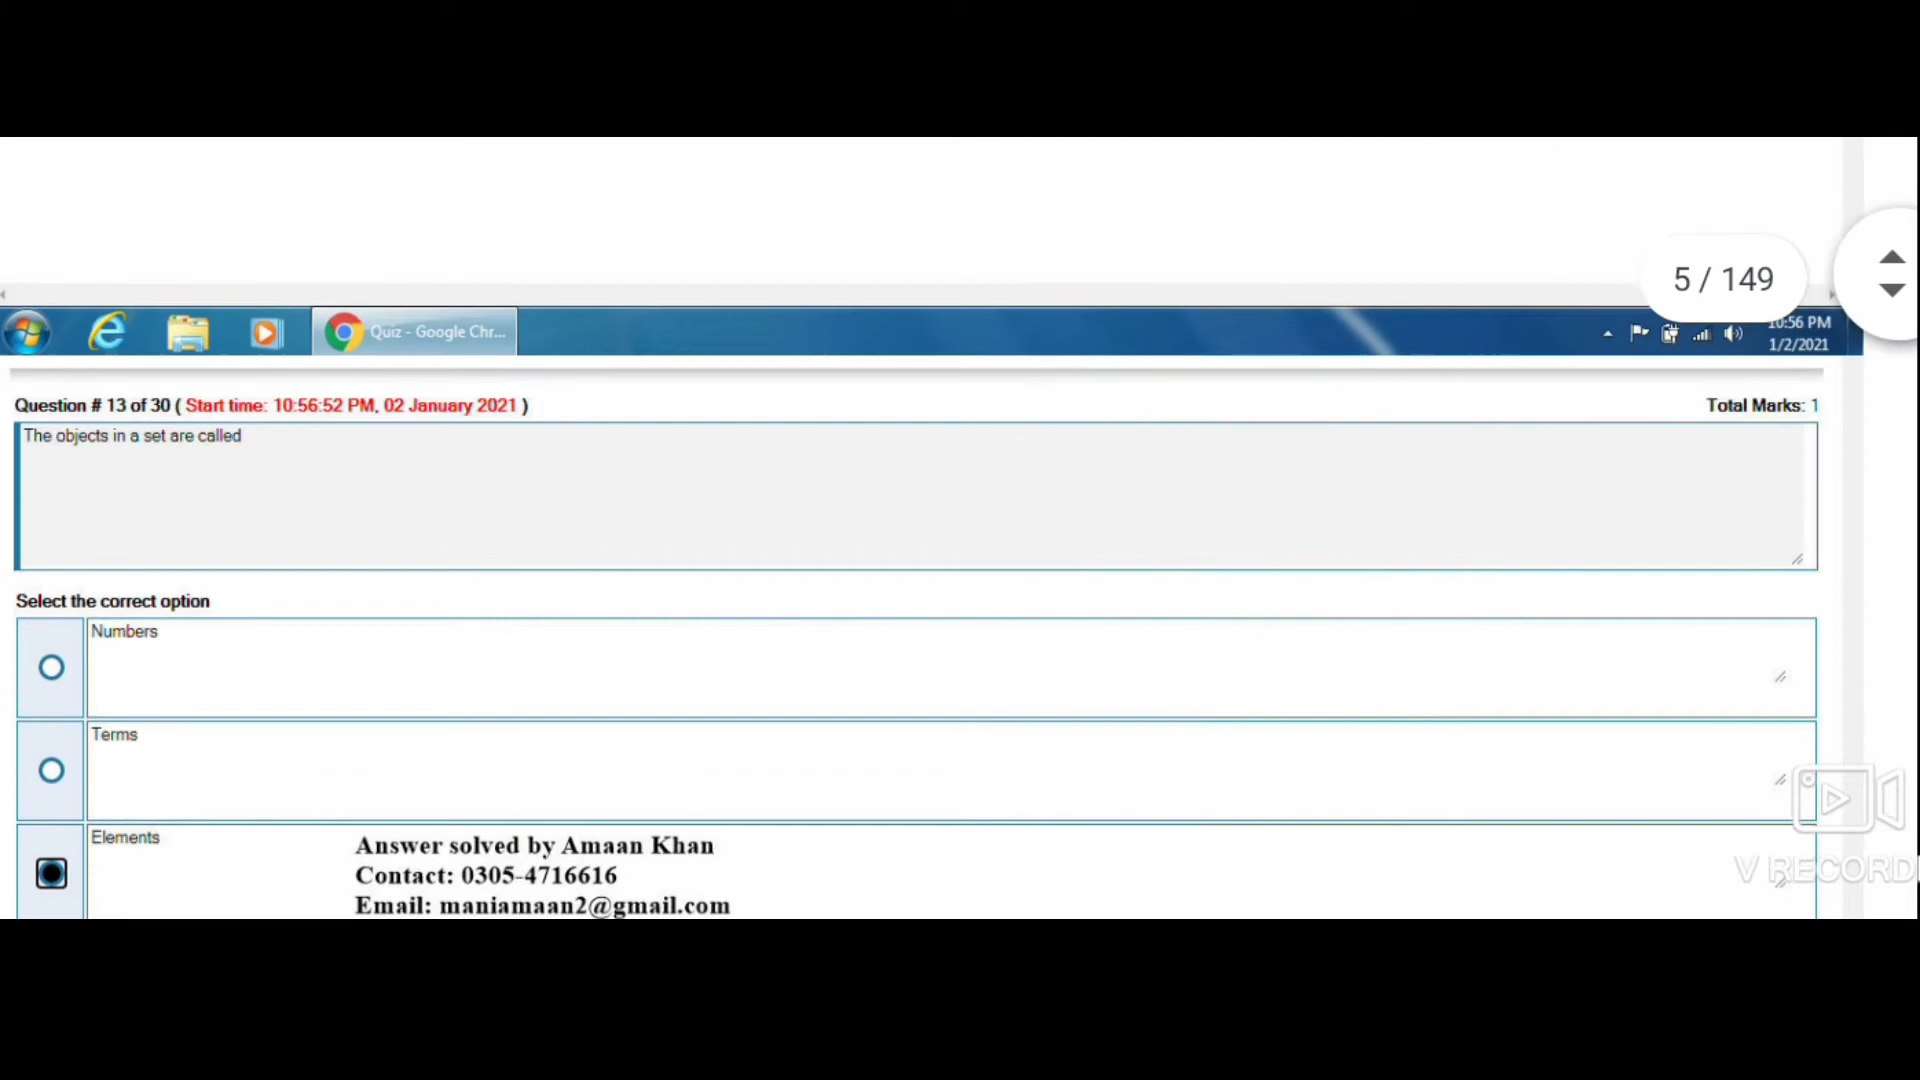 5 / 149
Quiz - Google Chr...
10:56 PM
1/2/2021
Question # 13 of 30 ( Start time: 10:56:52 PM, 02 January 2021 )
Total Marks: 1
The objects in a set are called
Select the correct option
Numbers
Terms
Elements
Answer solved by Amaan Khan
Contact: 0305-4716616
Email: maniamaan2@gmail.com
V RECORD